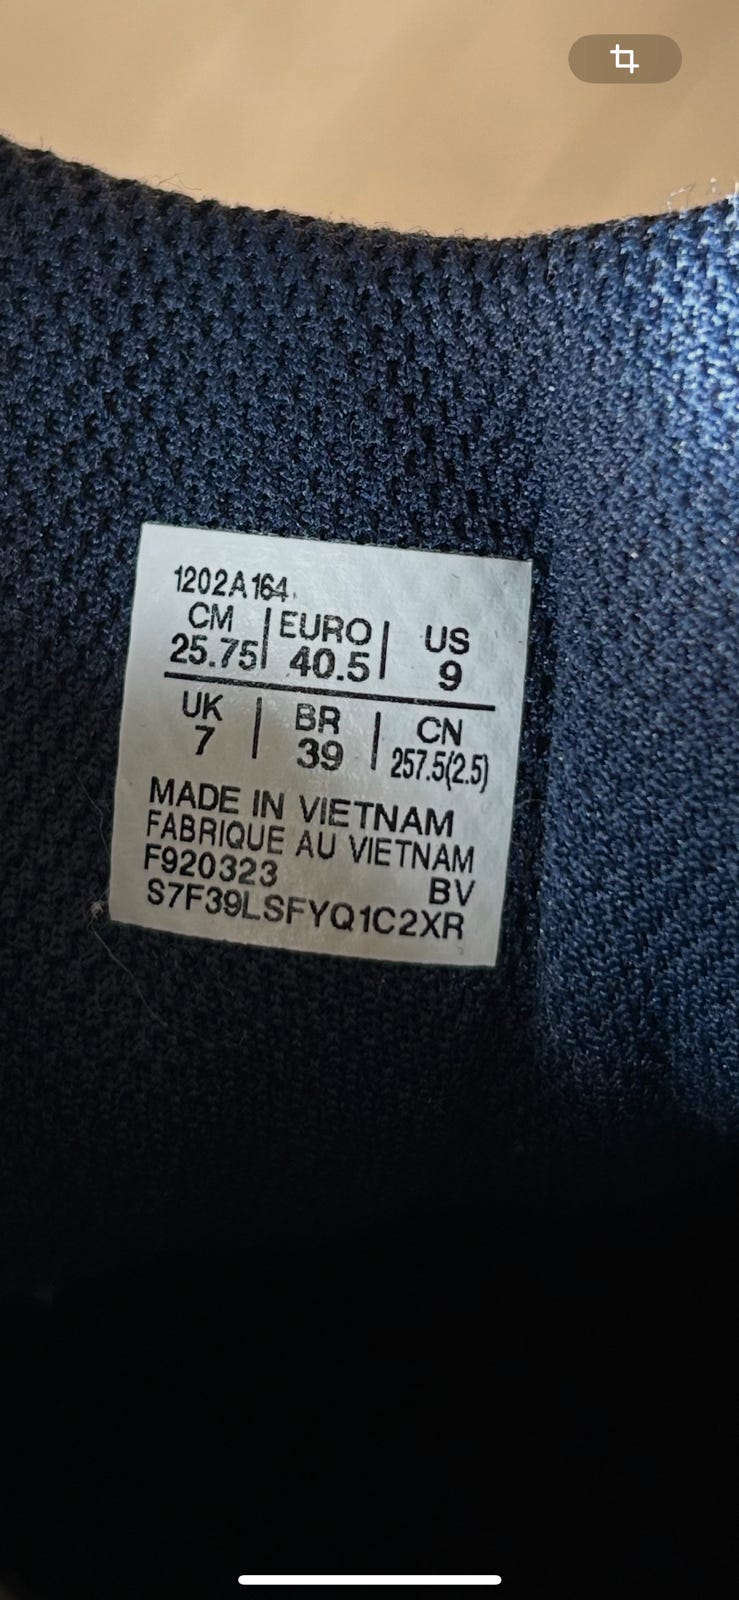 1202A164
CM | EURO | US
25.75 | 40.5 | 9
UK | BR | CN
7 | 39 | 257.5(2.5)
MADE IN VIETNAM
FABRIQUE AU VIETNAM
F920323 BV
S7F39LSFYQ1C2XR